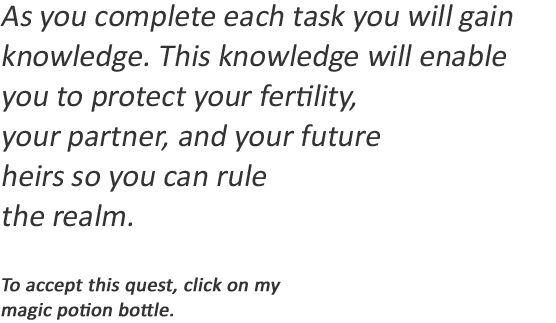 As you complete each task you will gain
knowledge. This knowledge will enable
you to protect your fertility,
your partner, and your future
heirs so you can rule
the realm.
To accept this quest, click on my
magic potion bottle.